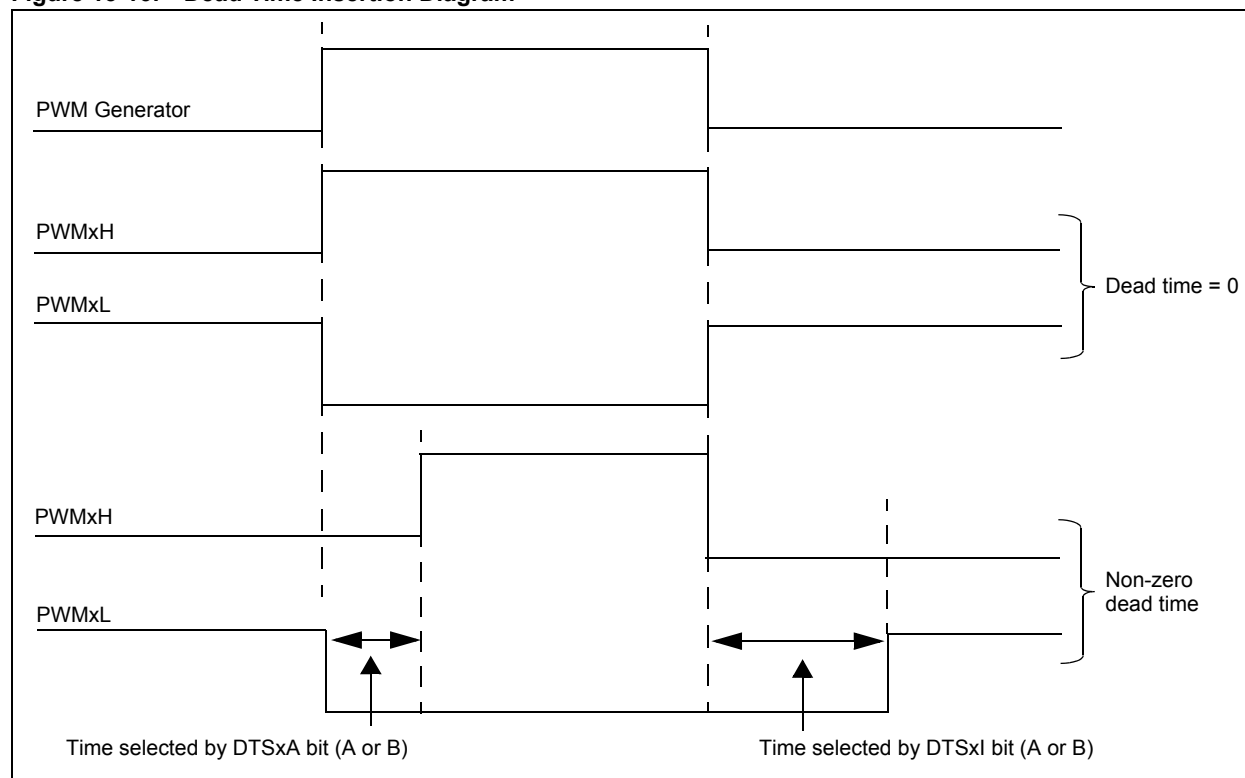 PWM Generator
PWMxH
PWMxL
Dead time = 0
PWMxH
PWMxL
Non-zero
dead time
Time selected by DTSxA bit (A or B)
Time selected by DTSxI bit (A or B)